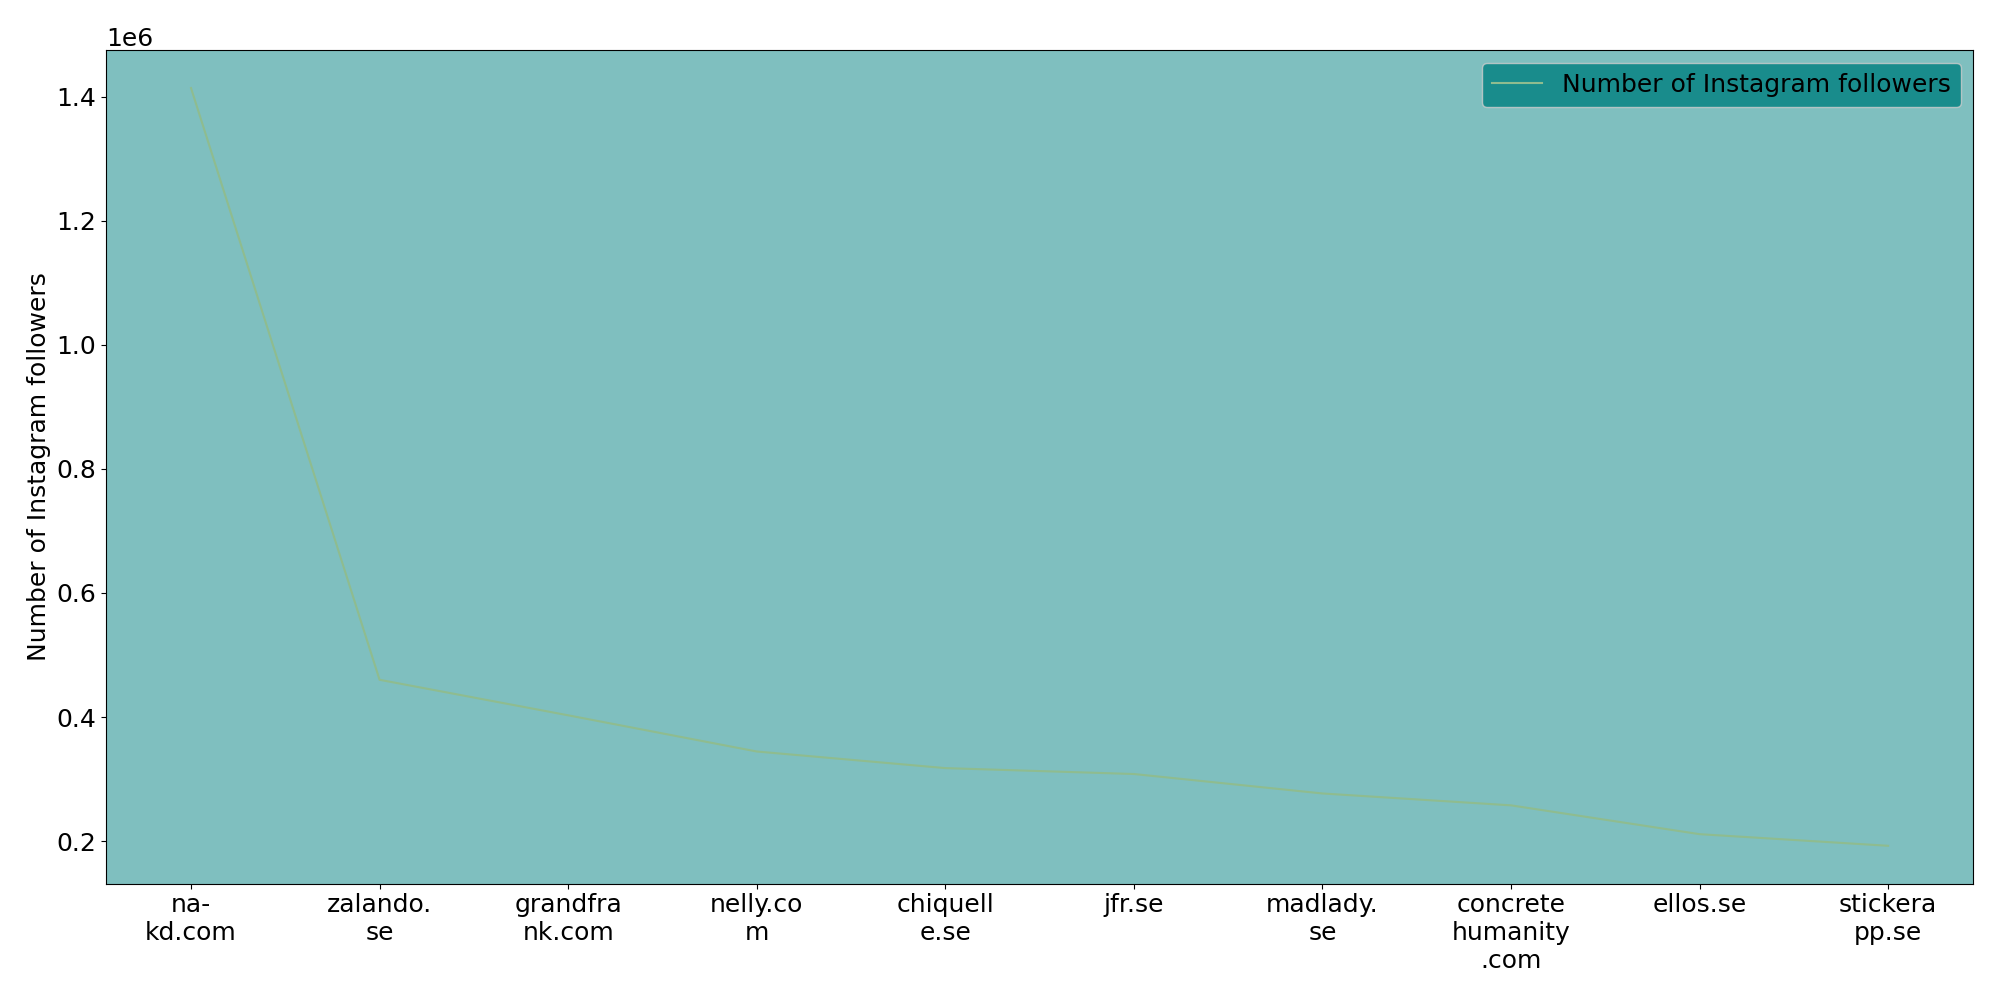 1e6
Number of Instagram followers
1.4
1.2
1.0
0.8
0.6
0.4
0.2
Number of Instagram followers
na-
kd.com
zalando.
se
grandfra
nk.com
nelly.co
m
chiquell
e.se
jfr.se
madlady.
se
concrete
humanity
.com
ellos.se
stickera
pp.se